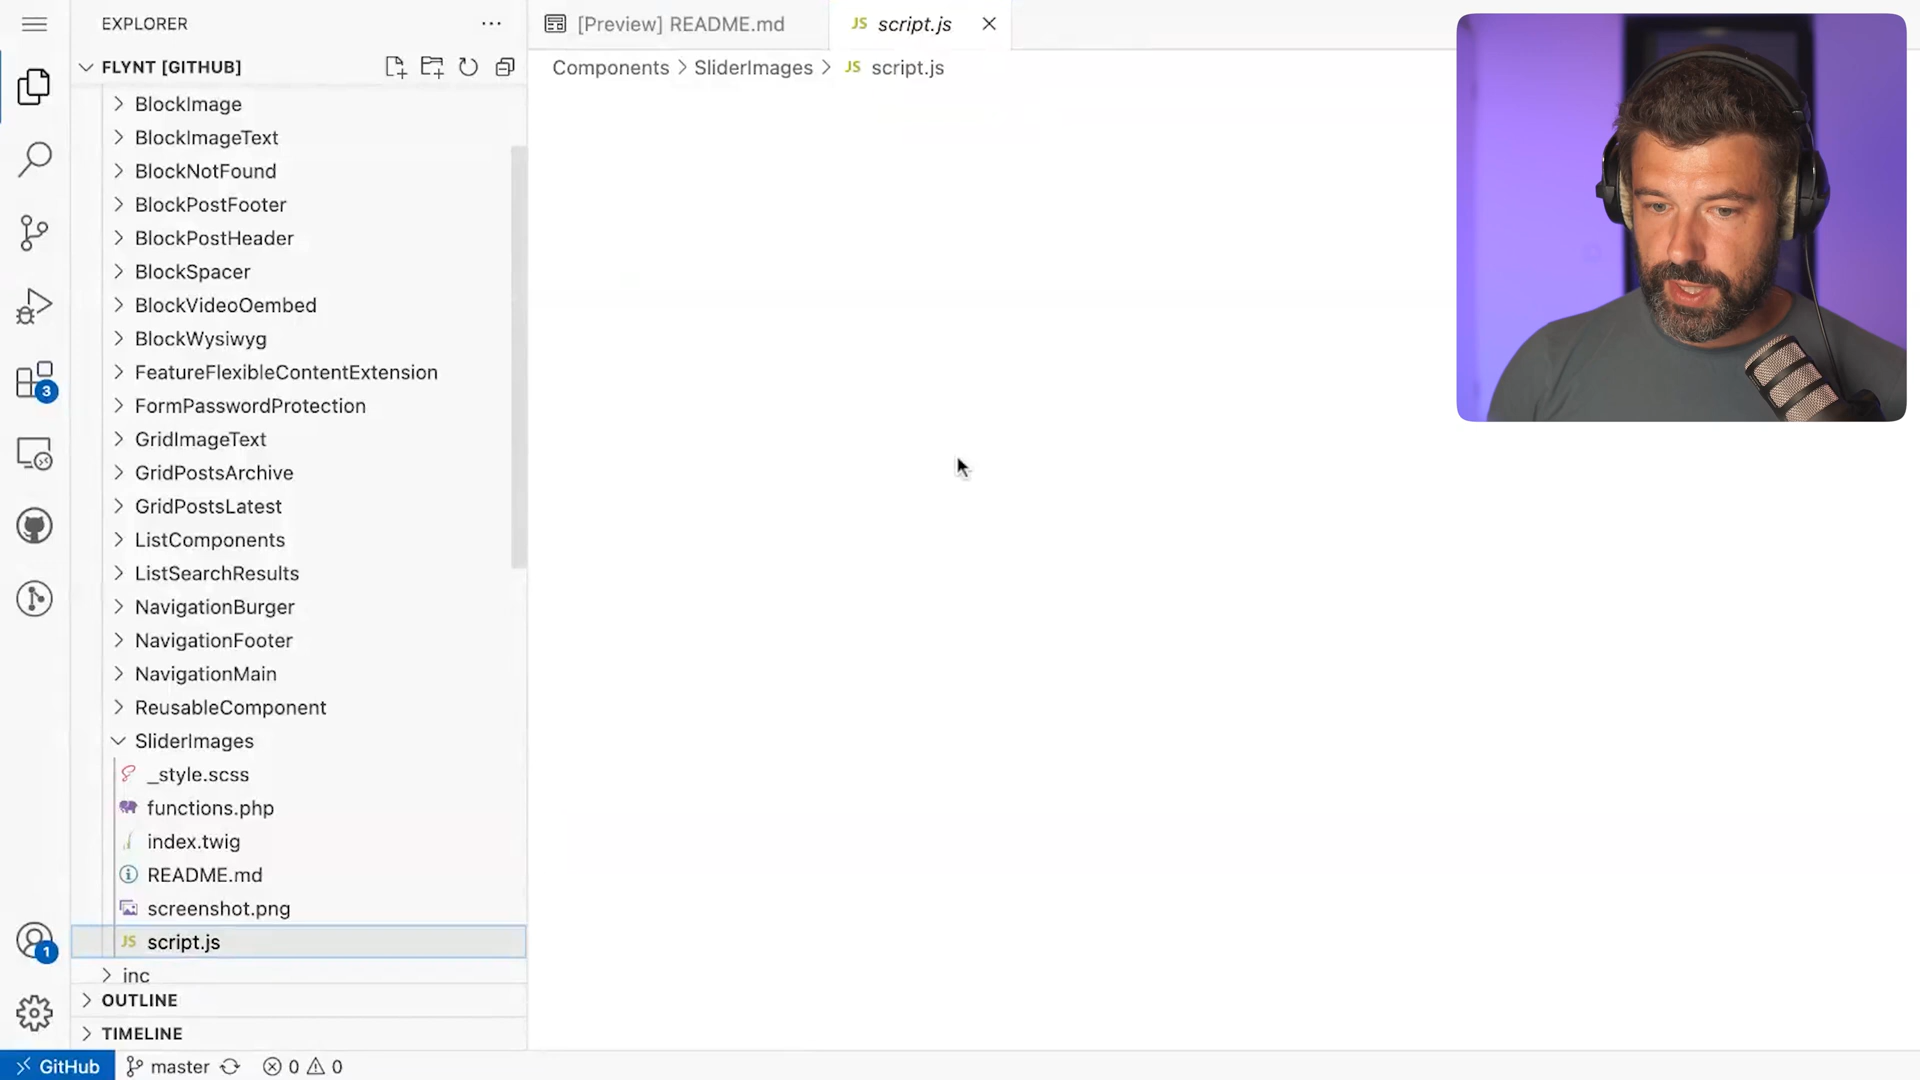 EXPLORER
FLYNT [GITHUB]
BlockImage
BlockImageText
BlockNotFound
BlockPostFooter
BlockPostHeader
BlockSpacer
BlockVideoOembed
BlockWysiwyg
FeatureFlexibleContentExtension
FormPasswordProtection
GridImageText
GridPostsArchive
GridPostsLatest
ListComponents
ListSearchResults
NavigationBurger
NavigationFooter
NavigationMain
ReusableComponent
SliderImages
_style.scss
functions.php
index.twig
README.md
screenshot.png
JS script.js
inc
OUTLINE
TIMELINE
3
1
[Preview] README.md
JS script.js
Components > SliderImages > JS script.js
GitHub master 0 0